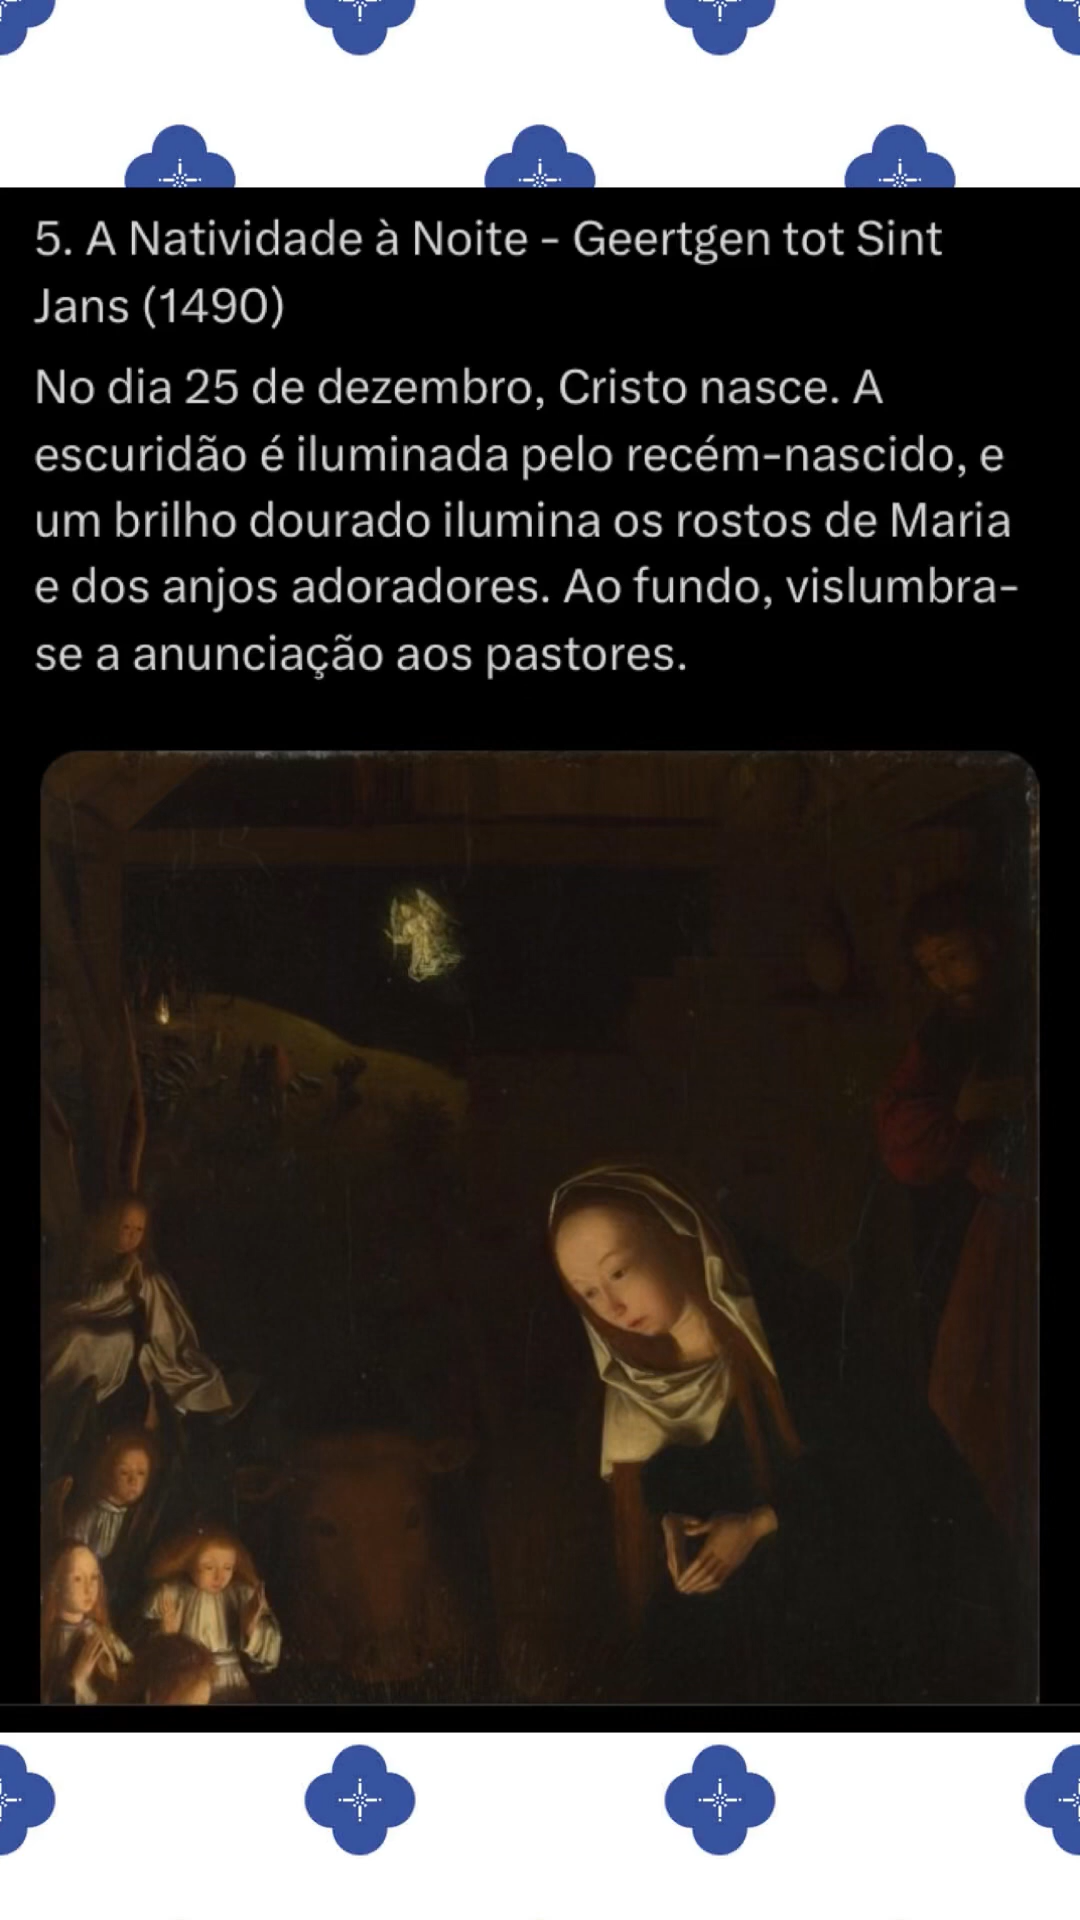 5. A Natividade à Noite - Geertgen tot Sint
Jans (1490)
No dia 25 de dezembro, Cristo nasce. A
escuridão é iluminada pelo recém-nascido, e
um brilho dourado ilumina os rostos de Maria
e dos anjos adoradores. Ao fundo, vislumbra-
se a anunciação aos pastores.